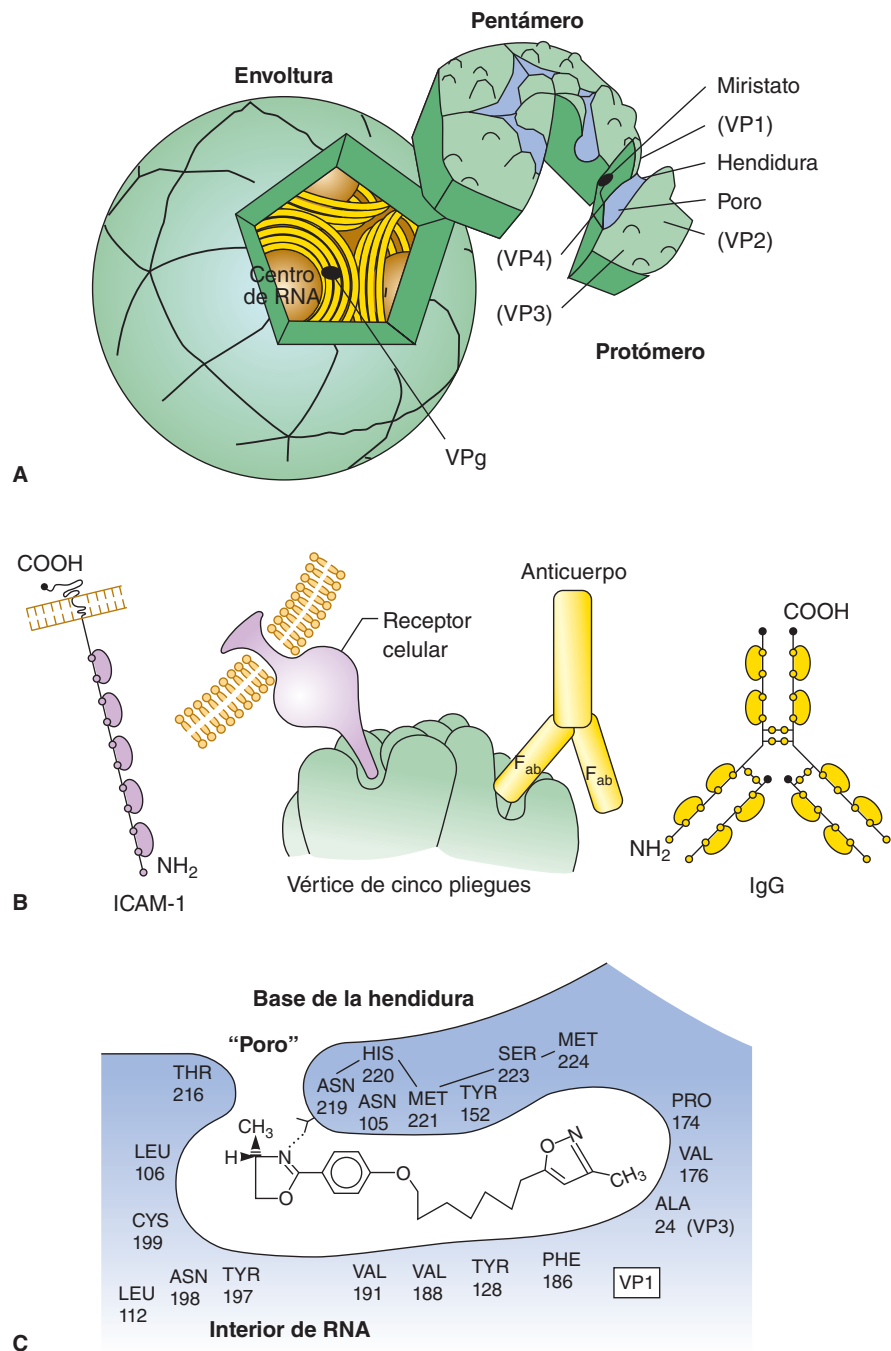 Pentámero
Envoltura
Miristato
(VP1)
Hendidura
Poro
(VP2)
(VP4)
(VP3)
Centro
de RNA
Protómero
VPg
A
COOH
NH2
ICAM-1
Receptor
celular
Anticuerpo
Fab
Fab
Vértice de cinco pliegues
COOH
NH2
IgG
B
Base de la hendidura
"Poro"
THR
216
ASN
219
HIS
220
ASN
105
MET
221
TYR
152
SER
223
MET
224
PRO
174
VAL
176
ALA
24 (VP3)
LEU
106
CYS
199
LEU
112
ASN
198
TYR
197
VAL
191
VAL
188
TYR
128
PHE
186
VP1
CH3
H
N
O
O
O
N
CH3
Interior de RNA
C